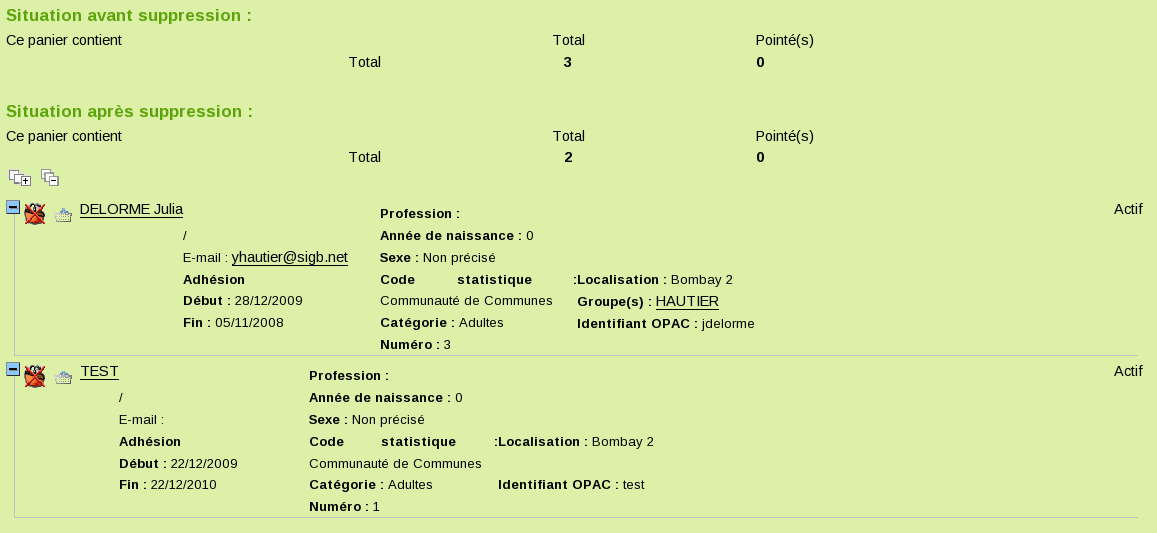 Situation avant suppression :
Ce panier contient Total Pointé(s)
Total 3 0
Situation après suppression :
Ce panier contient Total Pointé(s)
Total 2 0
DELORME Julia Actif
/
E-mail : yhautier@sigb.net
Adhésion
Début : 28/12/2009
Fin : 05/11/2008
Profession :
Année de naissance : 0
Sexe : Non précisé
Code statistique :
Communauté de Communes
Catégorie : Adultes
Numéro : 3
Localisation : Bombay 2
Groupe(s) : HAUTIER
Identifiant OPAC : jdelorme
TEST Actif
/
E-mail :
Adhésion
Début : 22/12/2009
Fin : 22/12/2010
Profession :
Année de naissance : 0
Sexe : Non précisé
Code statistique :
Communauté de Communes
Catégorie : Adultes
Numéro : 1
Localisation : Bombay 2
Identifiant OPAC : test